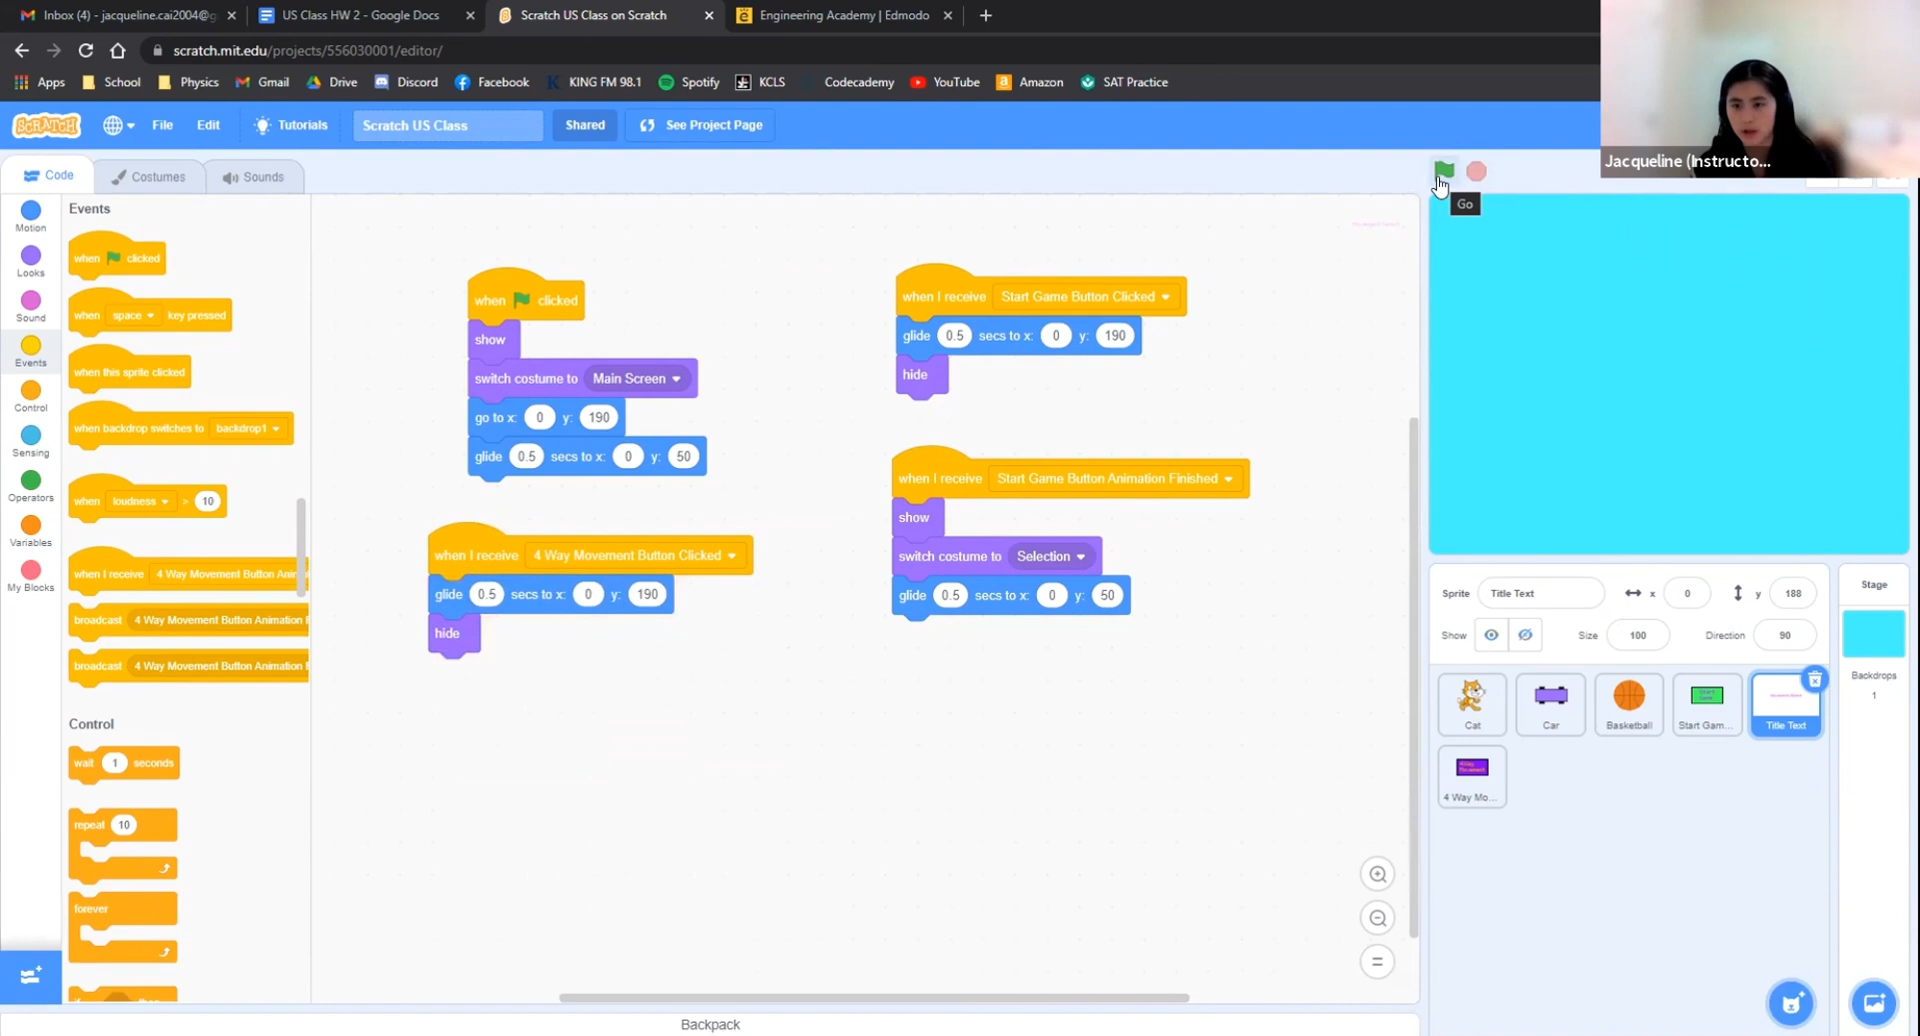 Inbox (4) - jacqueline.cai2004@g
US Class HW 2 - Google Docs
Scratch US Class on Scratch
Engineering Academy | Edmodo
scratch.mit.edu/projects/556030001/editor/
Apps School Physics Gmail Drive Discord Facebook KING FM 98.1 Spotify KCLS Codecademy YouTube Amazon SAT Practice
SCRATCH File Edit Tutorials Scratch US Class Shared See Project Page
Jacqueline (Instructo...
Code Costumes Sounds
Go
Motion
Looks
Sound
Events
Control
Sensing
Operators
Variables
My Blocks
Events
when clicked
when space key pressed
when this sprite clicked
when backdrop switches to backdrop1
when loudness > 10
when I receive 4 Way Movement Button Anim
broadcast 4 Way Movement Button Animation F
broadcast 4 Way Movement Button Animation F
Control
wait 1 seconds
repeat 10
forever
when clicked
show
switch costume to Main Screen
go to x: 0 y: 190
glide 0.5 secs to x: 0 y: 50
when I receive 4 Way Movement Button Clicked
glide 0.5 secs to x: 0 y: 190
hide
when I receive Start Game Button Clicked
glide 0.5 secs to x: 0 y: 190
hide
when I receive Start Game Button Animation Finished
show
switch costume to Selection
glide 0.5 secs to x: 0 y: 50
Sprite Title Text x 0 y 188
Show Size 100 Direction 90
Cat
Car
Basketball
Start Gam...
Title Text
4 Way Mo...
Stage
Backdrops
1
Backpack